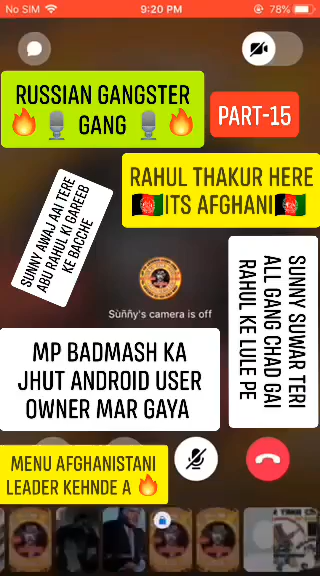 No SIM
9:20 PM
78%
RUSSIAN GANGSTER
🔥🎙️ GANG 🎙️🔥
PART-15
RAHUL THAKUR HERE
🇦🇫ITS AFGHANI🇦🇫
SUNNY AWAJ AAI TERE
ABU RAHUL KI GAREEB
KE BACCHE
SUNNY SUWAR TERI
ALL GANG CHAD GAI
RAHUL KE LULE PE
Sùññy's camera is off
MP BADMASH KA
JHUT ANDROID USER
OWNER MAR GAYA
MENU AFGHANISTANI
LEADER KEHNDE A 🔥